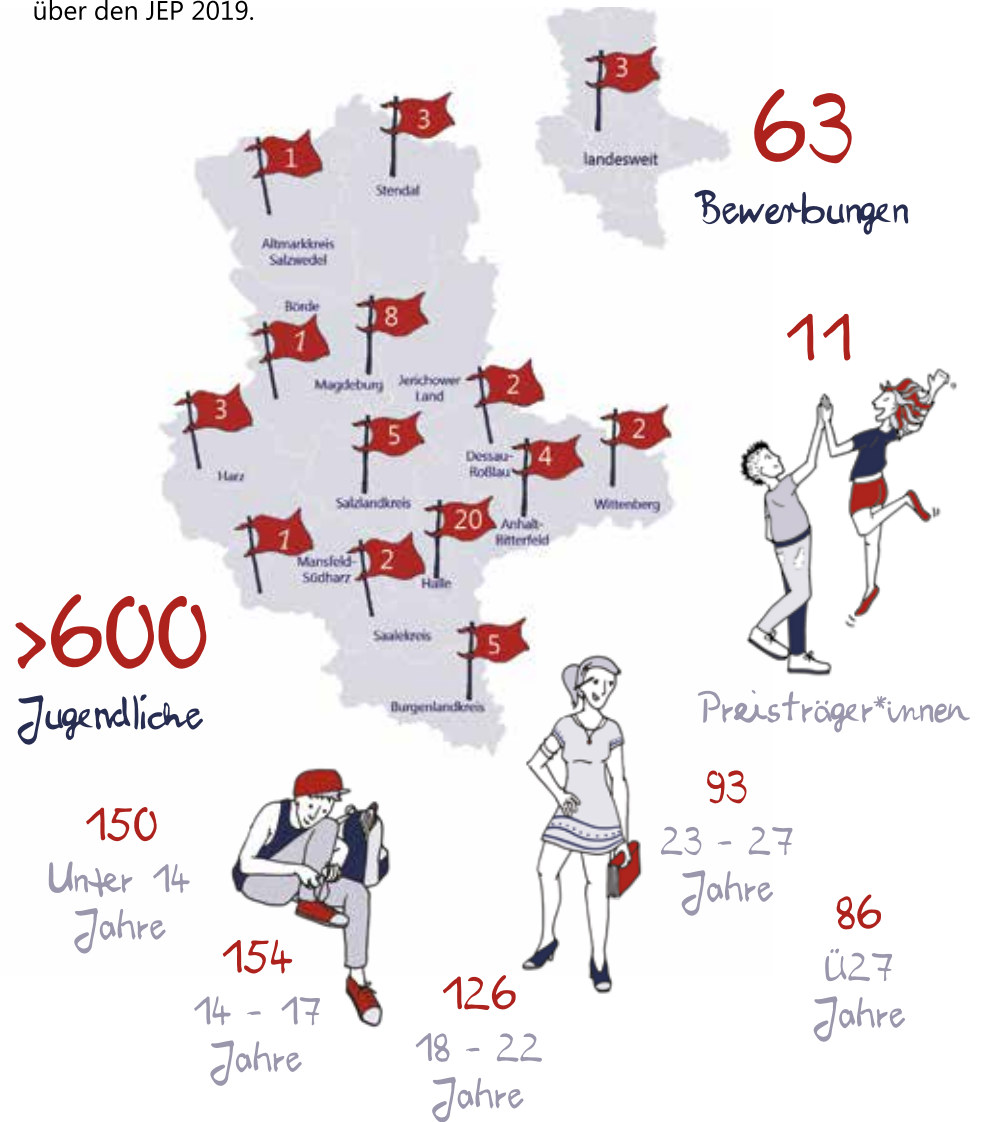 über den JEP 2019.
3
landesweit
63
Bewerbungen
3
Stendal
1
Altmarkkreis
Salzwedel
Börde
1
8
Magdeburg
Jerichower
Land
2
Dessau-
Roßlau
3
Harz
5
Salzlandkreis
4
Anhalt-
Bitterfeld
2
Wittenberg
20
Halle
1
Mansfeld-
Südharz
2
Saalekreis
5
Burgenlandkreis
11
Preisträger*innen
>600
Jugendliche
150
Unter 14
Jahre
154
14 - 17
Jahre
126
18 - 22
Jahre
93
23 - 27
Jahre
86
Ü27
Jahre